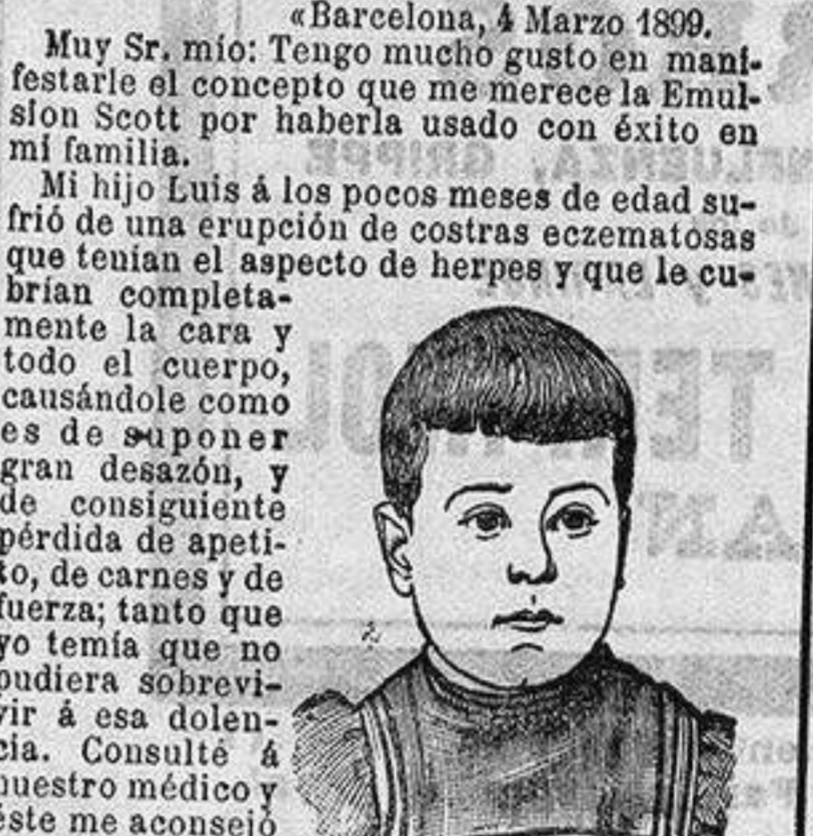 «Barcelona, 4 Marzo 1899.
Muy Sr. mío: Tengo mucho gusto en mani-
festarle el concepto que me merece la Emul-
sion Scott por haberla usado con éxito en
mi familia.
Mi hijo Luis á los pocos meses de edad su-
frió de una erupción de costras eczematosas
que tenían el aspecto de herpes y que le cu-
brían completa-
mente la cara y
todo el cuerpo,
causándole como
es de suponer
gran desazón, y
de consiguiente
pérdida de apeti-
to, de carnes y de
fuerza; tanto que
yo temía que no
pudiera sobrevi-
vir á esa dolen-
cia. Consulté á
nuestro médico y
éste me aconsejó